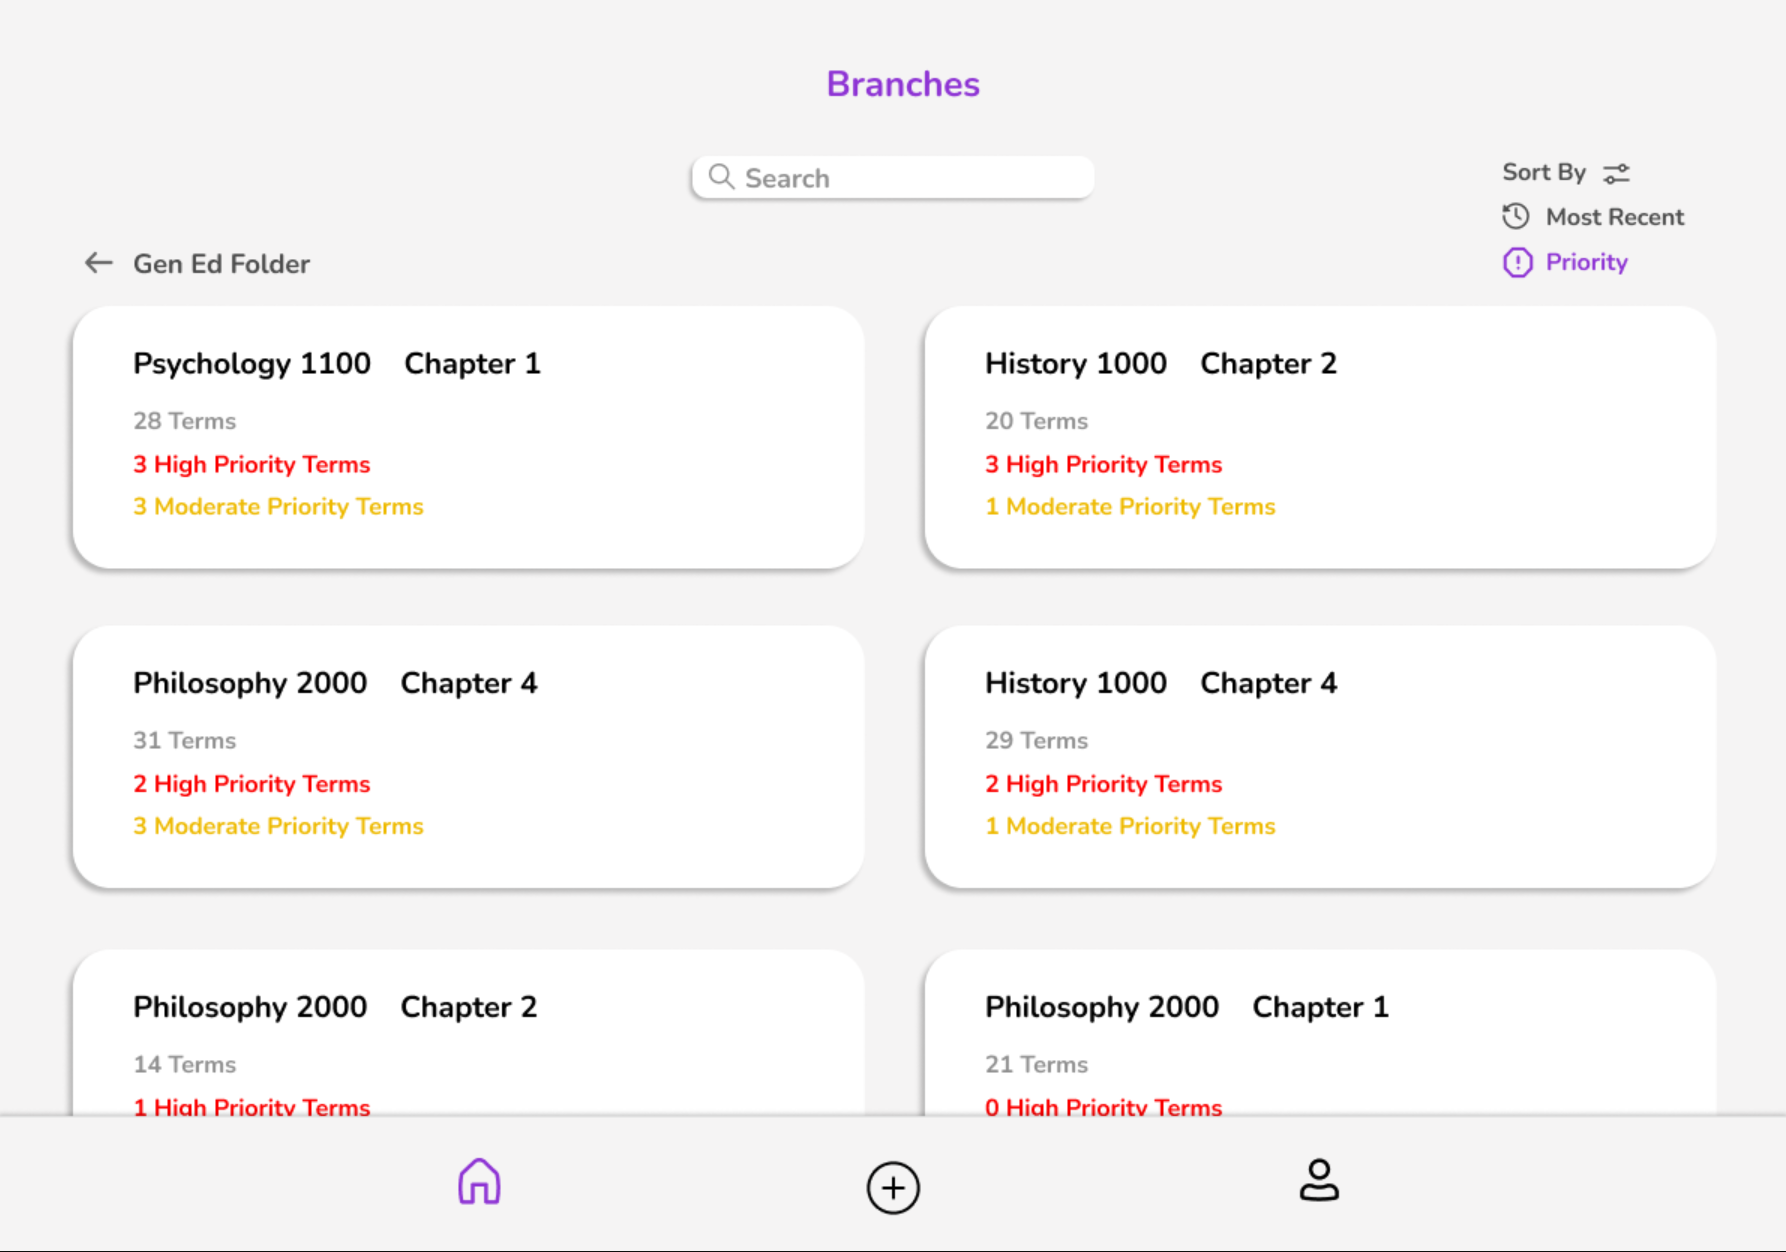 Branches
Search
Sort By
Most Recent
Priority
Gen Ed Folder
Psychology 1100 Chapter 1
28 Terms
3 High Priority Terms
3 Moderate Priority Terms
History 1000 Chapter 2
20 Terms
3 High Priority Terms
1 Moderate Priority Terms
Philosophy 2000 Chapter 4
31 Terms
2 High Priority Terms
3 Moderate Priority Terms
History 1000 Chapter 4
29 Terms
2 High Priority Terms
1 Moderate Priority Terms
Philosophy 2000 Chapter 2
14 Terms
1 High Priority Terms
Philosophy 2000 Chapter 1
21 Terms
0 High Priority Terms